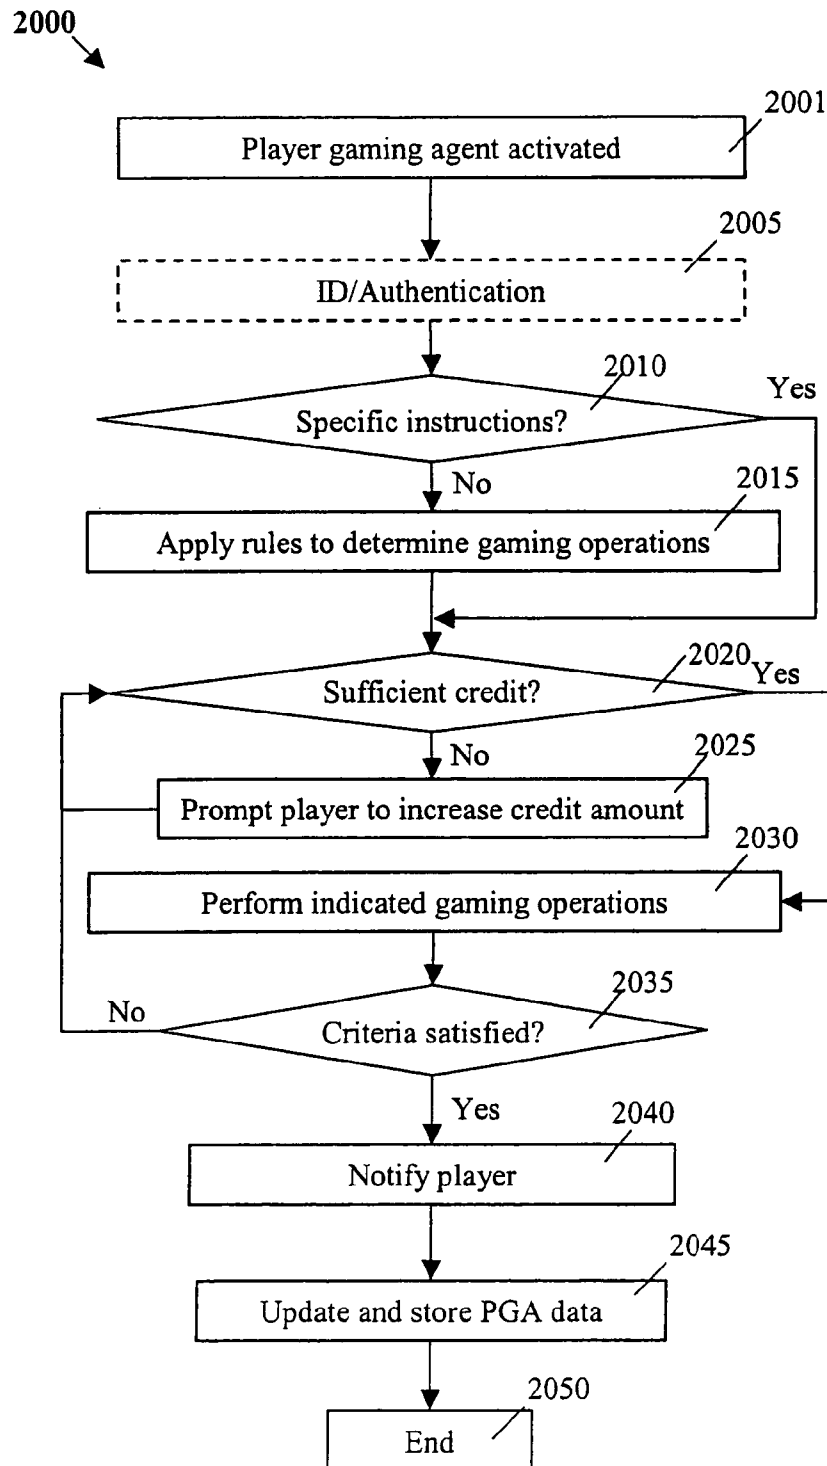 2000
2001
Player gaming agent activated
2005
ID/Authentication
2010
Yes
Specific instructions?
No
2015
Apply rules to determine gaming operations
2020
Yes
Sufficient credit?
No
2025
Prompt player to increase credit amount
2030
Perform indicated gaming operations
2035
No
Criteria satisfied?
Yes
2040
Notify player
2045
Update and store PGA data
2050
End